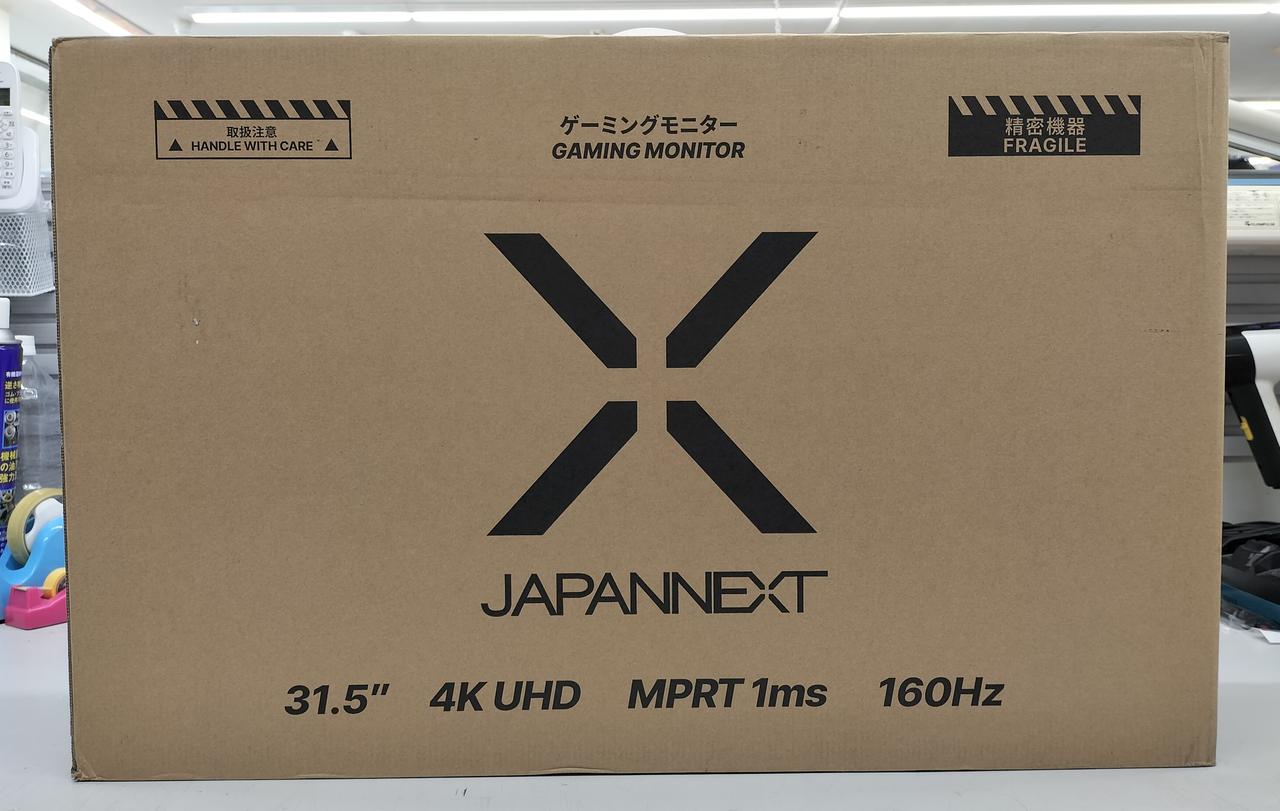 取扱注意
HANDLE WITH CARE
ゲーミングモニター
GAMING MONITOR
精密機器
FRAGILE
JAPANNEXT
31.5” 4K UHD MPRT 1ms 160Hz